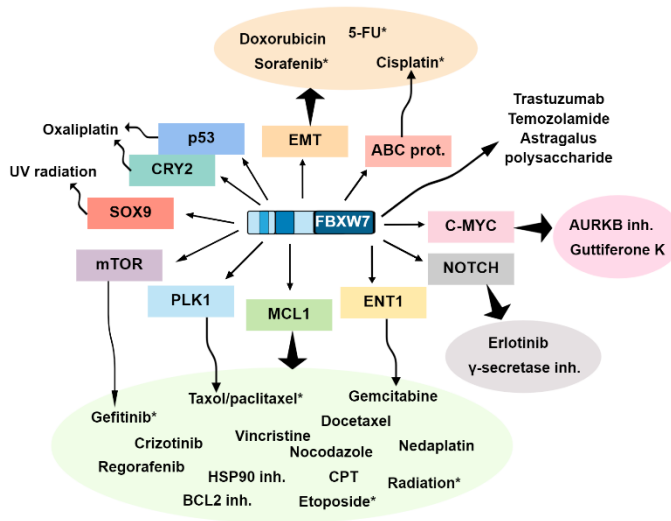 Doxorubicin
5-FU*
Sorafenib*
Cisplatin*
Oxaliplatin
p53
EMT
ABC prot.
Trastuzumab
Temozolamide
Astragalus
polysaccharide
CRY2
UV radiation
SOX9
FBXW7
C-MYC
AURKB inh.
Guttiferone K
mTOR
NOTCH
PLK1
MCL1
ENT1
Erlotinib
γ-secretase inh.
Gefitinib*
Taxol/paclitaxel*
Gemcitabine
Docetaxel
Crizotinib
Vincristine
Nocodazole
Nedaplatin
Regorafenib
HSP90 inh.
CPT
Radiation*
BCL2 inh.
Etoposide*